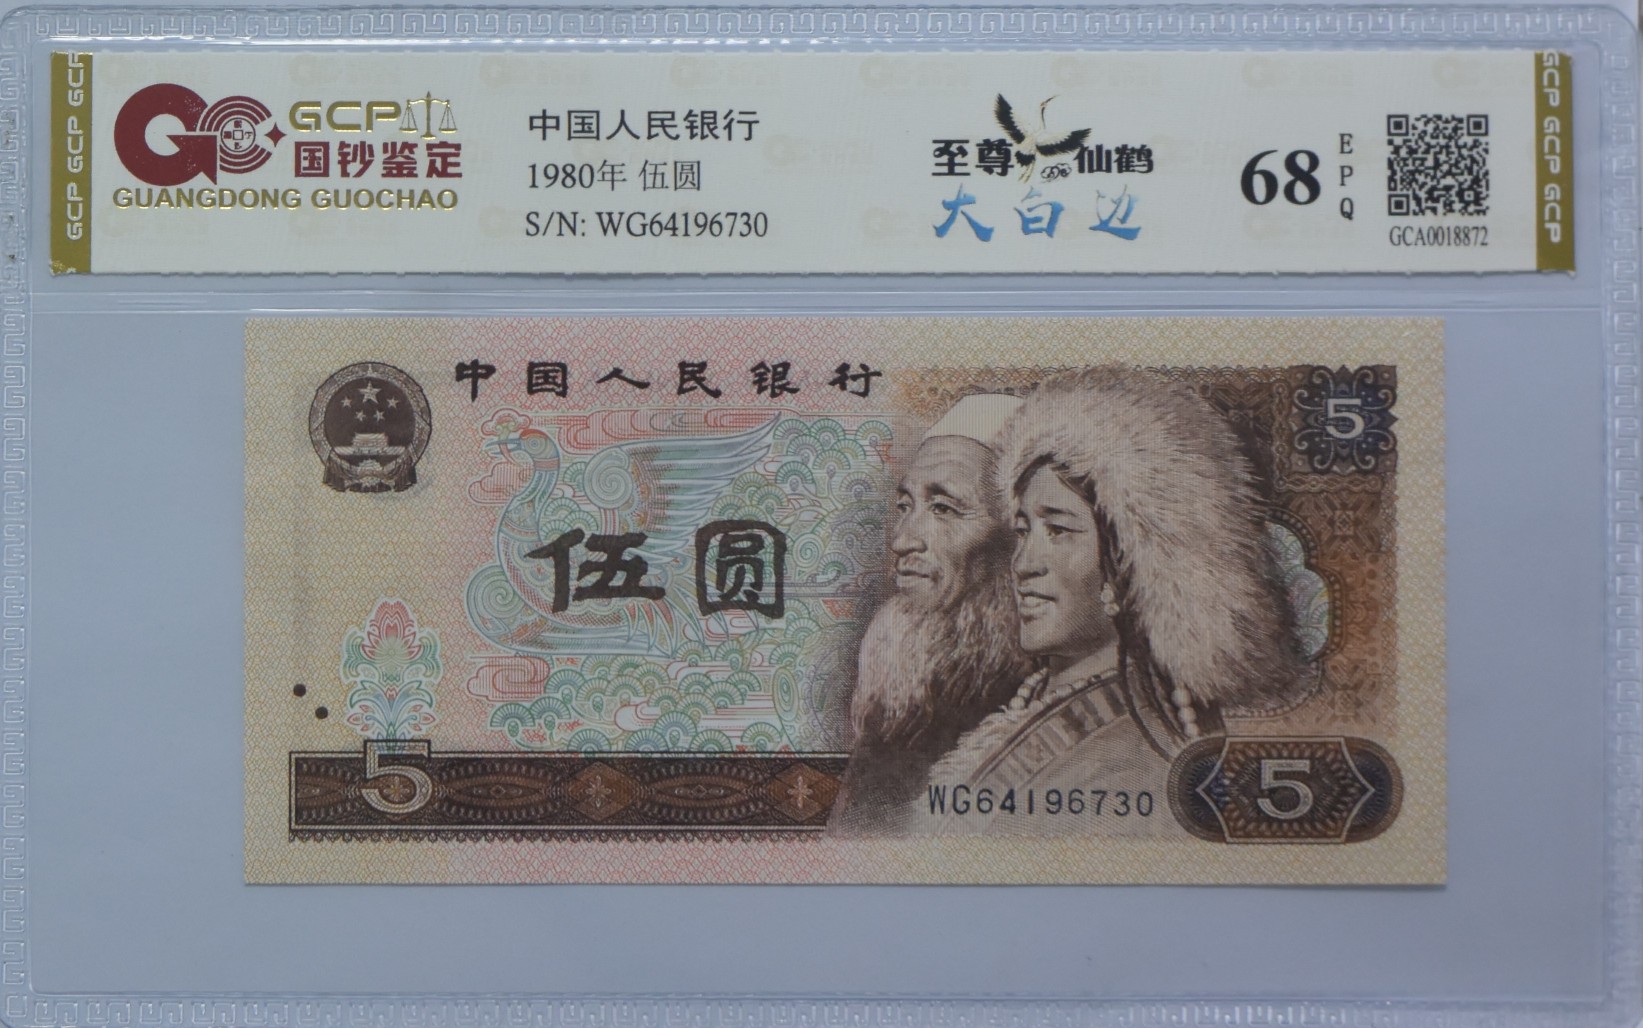 GCP
国钞鉴定
GUANGDONG GUOCHAO
中国人民银行
1980年 伍圆
S/N: WG64196730
至尊 仙鹤
大白边
68
EPQ
GCA0018872
GCP GCP GCP
GCP GCP GCP
中国人民银行
5
伍圆
5
WG64196730
5